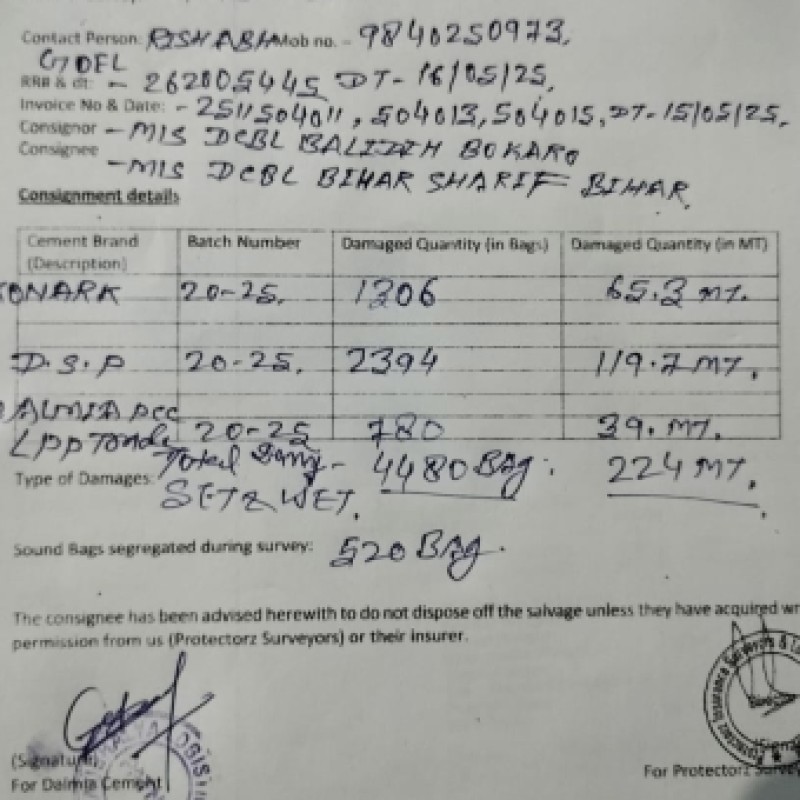 Contact Person: RISHABH Mob no. - 9840250973.
GDFL
RRB & dt: - 262005445 DT- 16/05/25,
Invoice No & Date: - 2511504011, 504013, 504015, DT- 15/05/25.
Consignor - M/S DCBL BALIDIH BOKARO
Consignee
- M/S DCBL BIHAR SHARIF BIHAR.
Consignment details
Cement Brand (Description) Batch Number Damaged Quantity (in Bags) Damaged Quantity (in MT)
KONARK 20-25. 1306 65.3 MT.
D.S.P 20-25. 2394 119.7 MT.
DALMIA PCC
LPP 20-25 780 39. MT.
Total 4480 BAg. 224 MT.
Type of Damages:
SET & WET.
Sound Bags segregated during survey: 520 BAg.
The consignee has been advised herewith to do not dispose off the salvage unless they have acquired wr
permission from us (Protectorz Surveyors) or their insurer.
(Signature)
For Dalmia Cement
For Protectorz Surve